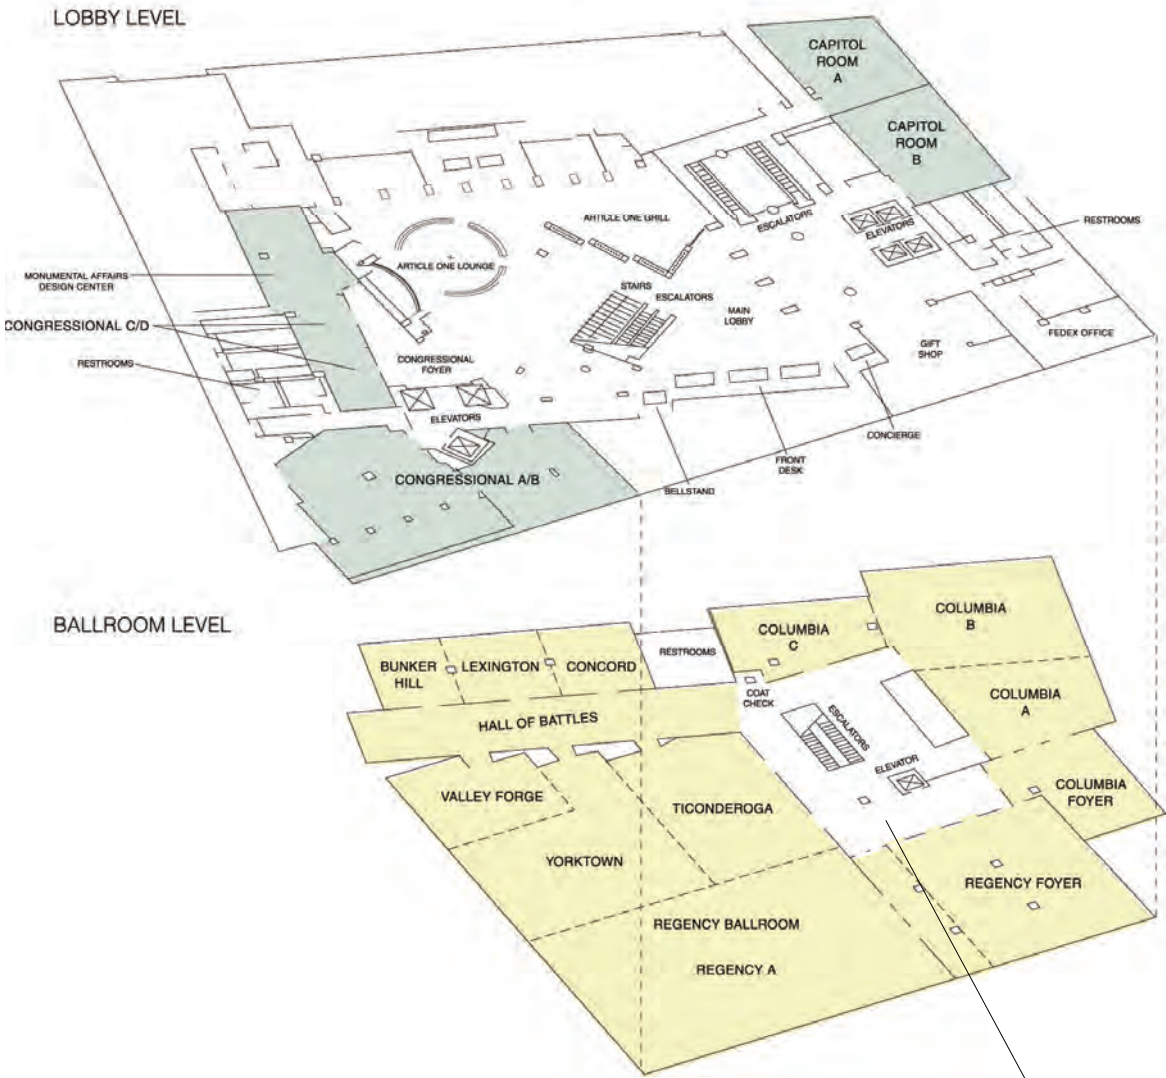 LOBBY LEVEL
CAPITOL
ROOM
A
CAPITOL
ROOM
B
ARTICLE ONE GRILL
ESCALATORS
ELEVATORS
RESTROOMS
ARTICLE ONE LOUNGE
MONUMENTAL AFFAIRS
DESIGN CENTER
STAIRS
ESCALATORS
MAIN
LOBBY
CONGRESSIONAL C/D
GIFT
SHOP
FEDEX OFFICE
RESTROOMS
CONGRESSIONAL
FOYER
ELEVATORS
CONCIERGE
FRONT
DESK
CONGRESSIONAL A/B
BELLSTAND
BALLROOM LEVEL
COLUMBIA
B
COLUMBIA
C
BUNKER
HILL
LEXINGTON
CONCORD
RESTROOMS
COAT
CHECK
COLUMBIA
A
HALL OF BATTLES
ESCALATORS
ELEVATOR
COLUMBIA
FOYER
VALLEY FORGE
TICONDEROGA
YORKTOWN
REGENCY FOYER
REGENCY BALLROOM
REGENCY A